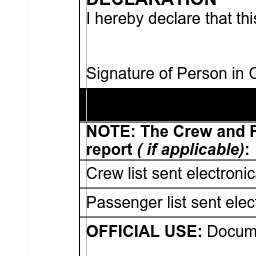 DECLARATION
I hereby declare that this
Signature of Person in
NOTE: The Crew and
report ( if applicable):
Crew list sent electronic
Passenger list sent elec
OFFICIAL USE: Docum